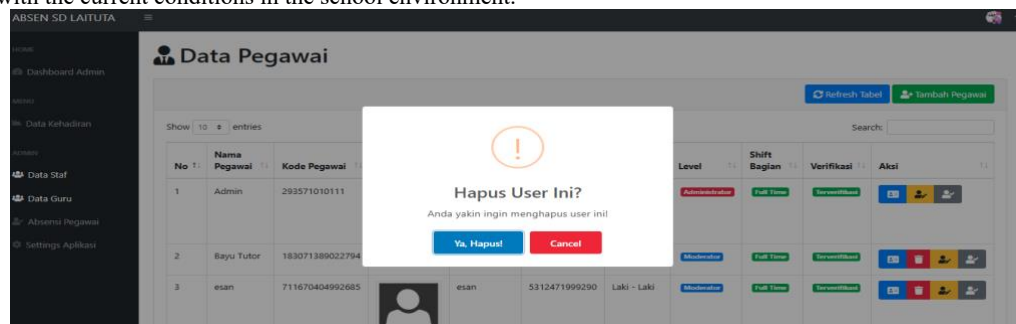 with the current conditions in the school environment.
ABSEN SD LAITUTA
HOME
Dashboard Admin
MENU
Data Kehadiran
ADMIN
Data Staf
Data Guru
Absensi Pegawai
Settings Aplikasi
Data Pegawai
Refresh Tabel
Tambah Pegawai
Show 10 entries
Search:
No
Nama Pegawai
Kode Pegawai
Level
Shift Bagian
Verifikasi
Aksi
1 Admin 293571010111 Administrator Full Time Terverifikasi
2 Bayu Tutor 183071389022794 Moderator Full Time Terverifikasi
3 esan 711670404992685 esan 5312471999290 Laki - Laki Moderator Full Time Terverifikasi
!
Hapus User Ini?
Anda yakin ingin menghapus user ini!
Ya, Hapus!
Cancel